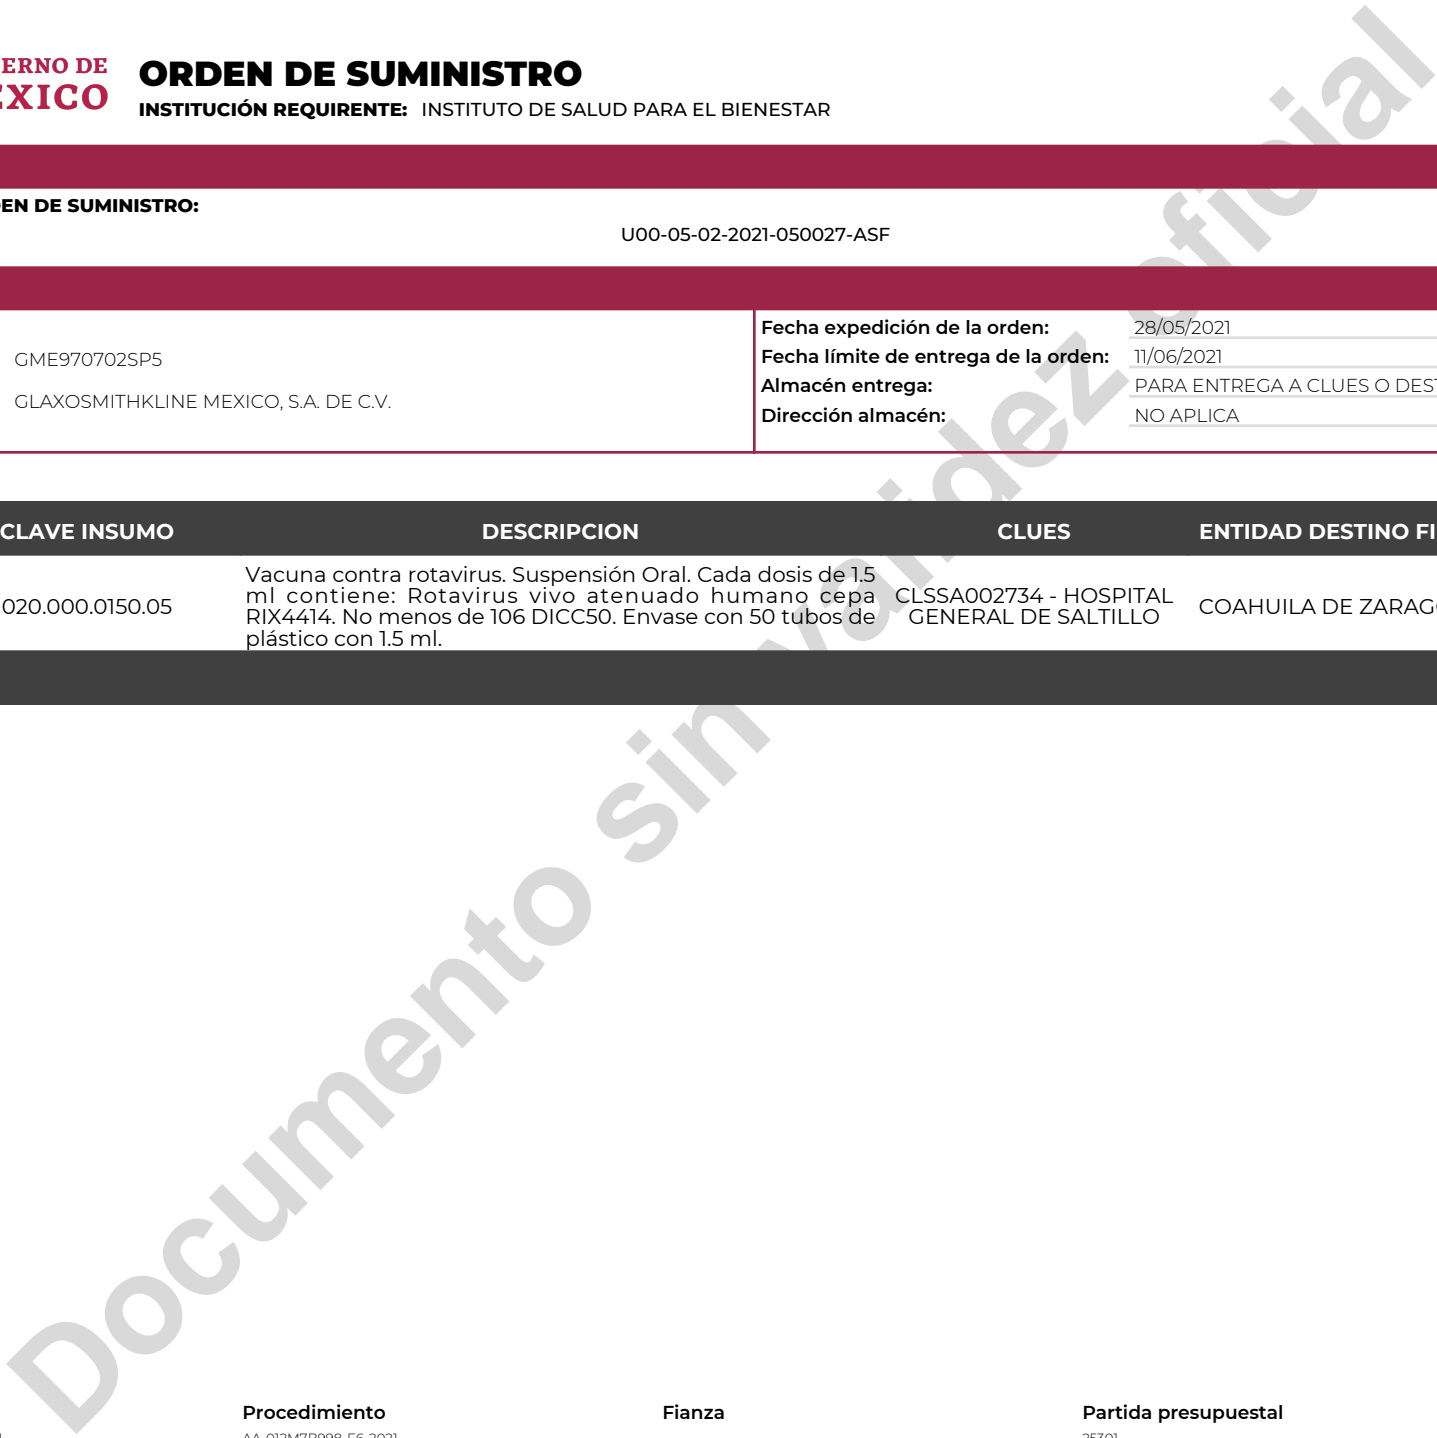 ERNO DE
EXICO
ORDEN DE SUMINISTRO
INSTITUCIÓN REQUIRENTE: INSTITUTO DE SALUD PARA EL BIENESTAR
EN DE SUMINISTRO:
U00-05-02-2021-050027-ASF
GME970702SP5
GLAXOSMITHKLINE MEXICO, S.A. DE C.V.
Fecha expedición de la orden: 28/05/2021
Fecha límite de entrega de la orden: 11/06/2021
Almacén entrega: PARA ENTREGA A CLUES O DEST
Dirección almacén: NO APLICA
CLAVE INSUMO DESCRIPCION CLUES ENTIDAD DESTINO FI
020.000.0150.05
Vacuna contra rotavirus. Suspensión Oral. Cada dosis de 1.5
ml contiene: Rotavirus vivo atenuado humano cepa
RIX4414. No menos de 106 DICC50. Envase con 50 tubos de
plástico con 1.5 ml.
CLSSA002734 - HOSPITAL
GENERAL DE SALTILLO
COAHUILA DE ZARAG
Documento sin validez oficial
Procedimiento Fianza Partida presupuestal